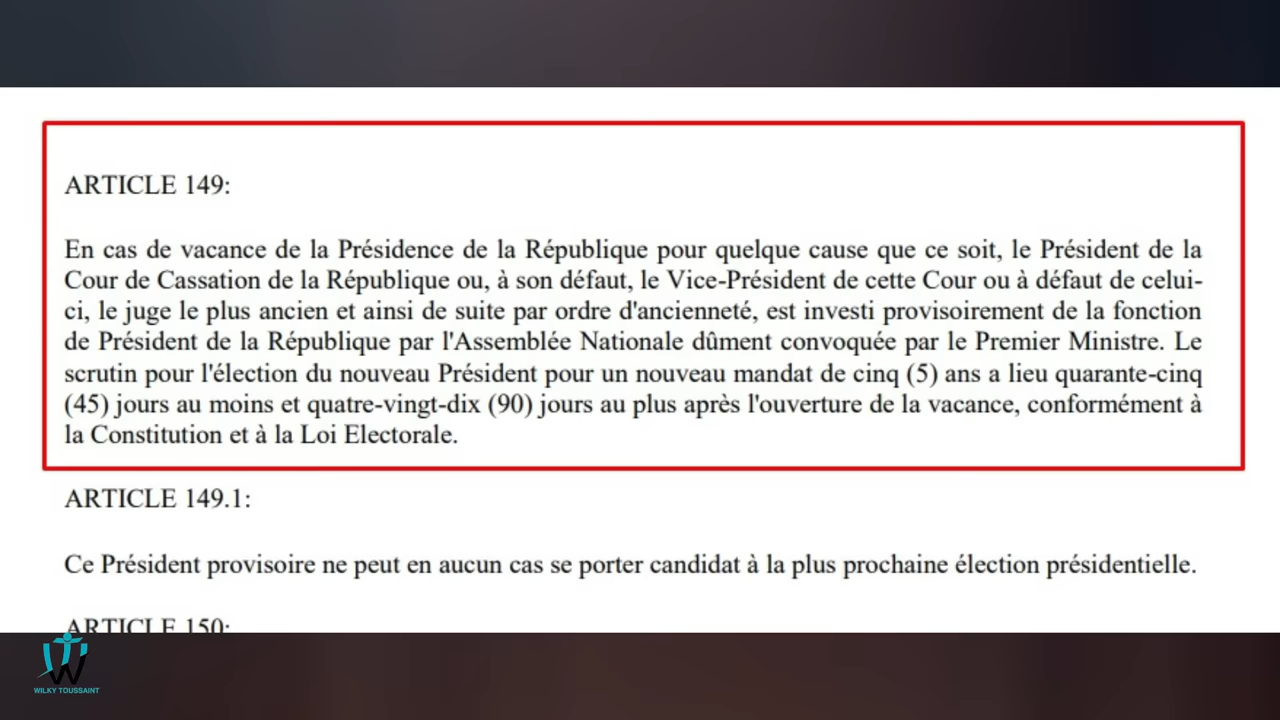 ARTICLE 149:
En cas de vacance de la Présidence de la République pour quelque cause que ce soit, le Président de la
Cour de Cassation de la République ou, à son défaut, le Vice-Président de cette Cour ou à défaut de celui-
ci, le juge le plus ancien et ainsi de suite par ordre d'ancienneté, est investi provisoirement de la fonction
de Président de la République par l'Assemblée Nationale dûment convoquée par le Premier Ministre. Le
scrutin pour l'élection du nouveau Président pour un nouveau mandat de cinq (5) ans a lieu quarante-cinq
(45) jours au moins et quatre-vingt-dix (90) jours au plus après l'ouverture de la vacance, conformément à
la Constitution et à la Loi Electorale.
ARTICLE 149.1:
Ce Président provisoire ne peut en aucun cas se porter candidat à la plus prochaine élection présidentielle.
ARTICLE 150:
WILKY TOUSSAINT